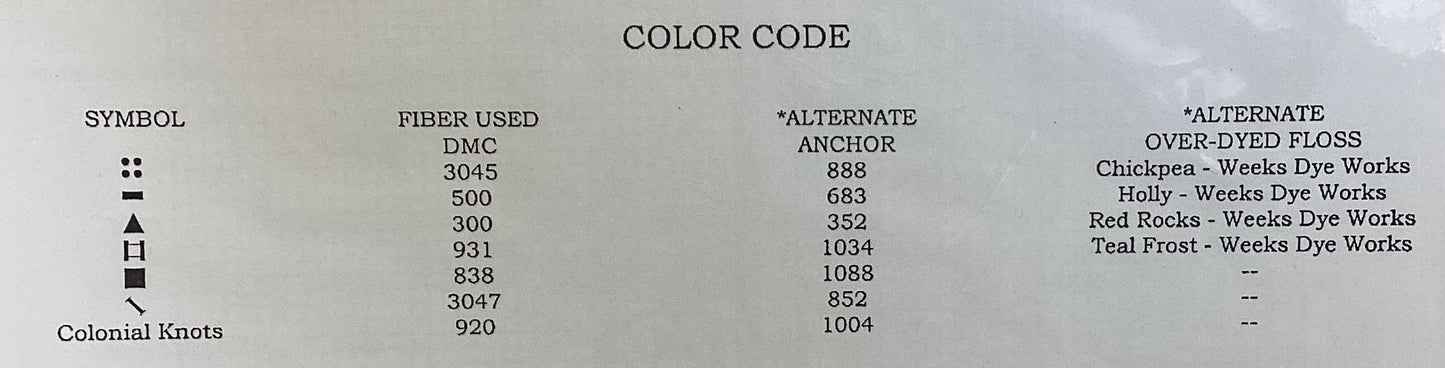 COLOR CODE
SYMBOL FIBER USED *ALTERNATE *ALTERNATE
DMC ANCHOR OVER-DYED FLOSS
3045 888 Chickpea - Weeks Dye Works
500 683 Holly - Weeks Dye Works
300 352 Red Rocks - Weeks Dye Works
931 1034 Teal Frost - Weeks Dye Works
838 1088 --
3047 852 --
Colonial Knots 920 1004 --